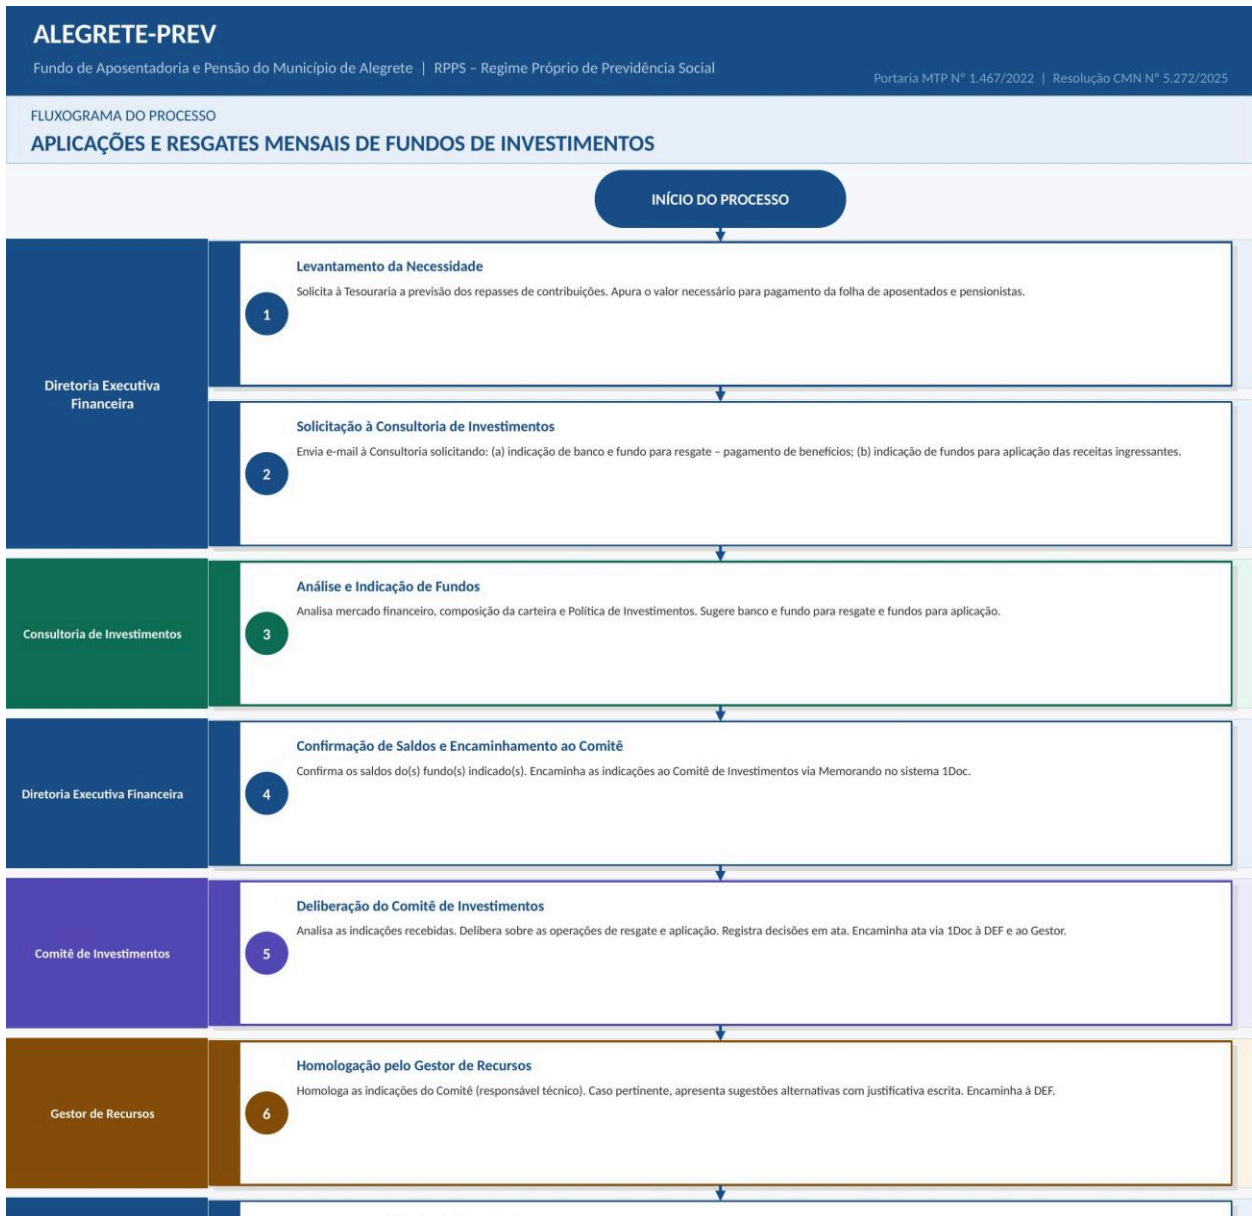 ALEGRETE-PREV
Fundo de Aposentadoria e Pensão do Município de Alegrete | RPPS – Regime Próprio de Previdência Social
Portaria MTP Nº 1.467/2022 | Resolução CMN Nº 5.272/2025
FLUXOGRAMA DO PROCESSO
APLICAÇÕES E RESGATES MENSAIS DE FUNDOS DE INVESTIMENTOS
INÍCIO DO PROCESSO
Diretoria Executiva
Financeira
1
Levantamento da Necessidade
Solicita à Tesouraria a previsão dos repasses de contribuições. Apura o valor necessário para pagamento da folha de aposentados e pensionistas.
2
Solicitação à Consultoria de Investimentos
Envia e-mail à Consultoria solicitando: (a) indicação de banco e fundo para resgate – pagamento de benefícios; (b) indicação de fundos para aplicação das receitas ingressantes.
Consultoria de Investimentos
3
Análise e Indicação de Fundos
Analisa mercado financeiro, composição da carteira e Política de Investimentos. Sugere banco e fundo para resgate e fundos para aplicação.
Diretoria Executiva Financeira
4
Confirmação de Saldos e Encaminhamento ao Comitê
Confirma os saldos do(s) fundo(s) indicado(s). Encaminha as indicações ao Comitê de Investimentos via Memorando no sistema 1Doc.
Comitê de Investimentos
5
Deliberação do Comitê de Investimentos
Analisa as indicações recebidas. Delibera sobre as operações de resgate e aplicação. Registra decisões em ata. Encaminha ata via 1Doc à DEF e ao Gestor.
Gestor de Recursos
6
Homologação pelo Gestor de Recursos
Homologa as indicações do Comitê (responsável técnico). Caso pertinente, apresenta sugestões alternativas com justificativa escrita. Encaminha à DEF.